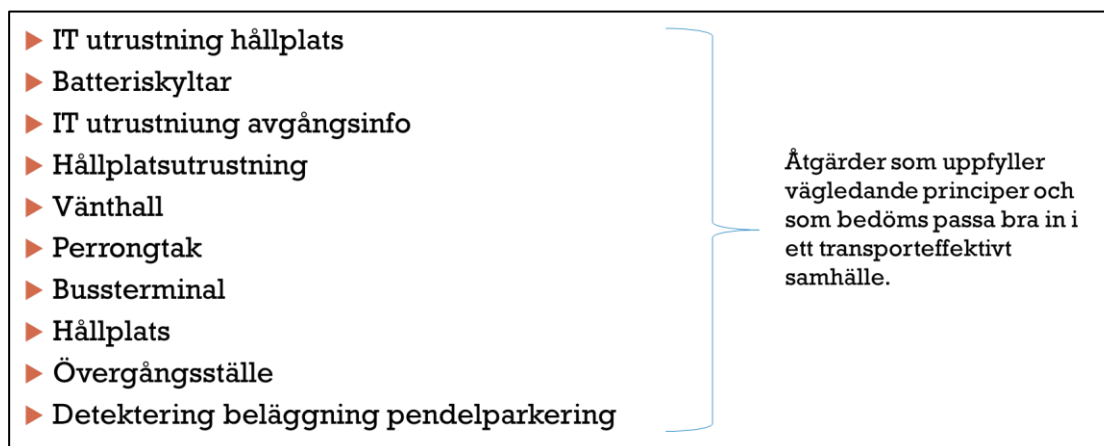 IT utrustning hållplats
Batteriskyltar
IT utrustniung avgångsinfo
Hållplatsutrustning
Vänthall
Perrongtak
Bussterminal
Hållplats
Övergångsställe
Detektering beläggning pendelparkering
Åtgärder som uppfyller
vägledande principer och
som bedöms passa bra in i
ett transporteffektivt
samhälle.